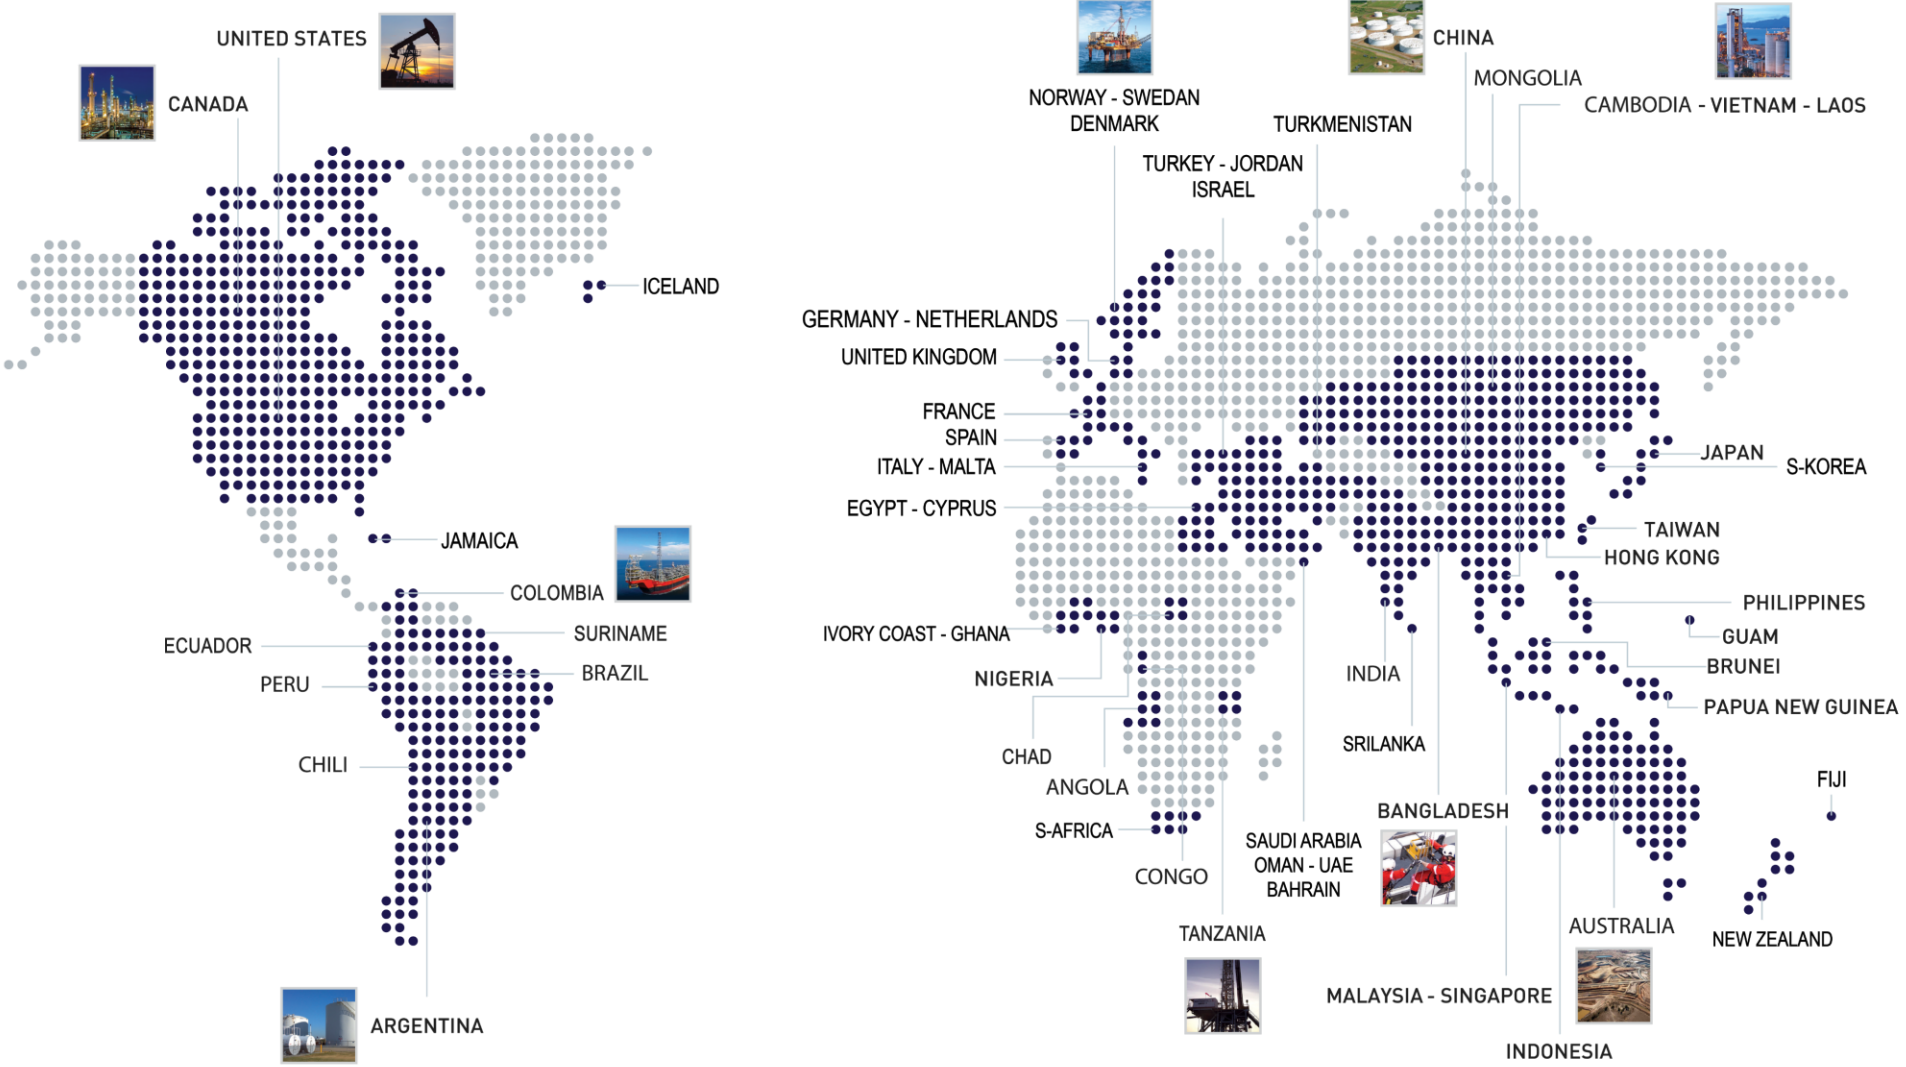 UNITED STATES
CANADA
ICELAND
JAMAICA
COLOMBIA
SURINAME
ECUADOR
BRAZIL
PERU
CHILI
ARGENTINA
CHINA
MONGOLIA
CAMBODIA - VIETNAM - LAOS
NORWAY - SWEDAN
DENMARK
TURKMENISTAN
TURKEY - JORDAN
ISRAEL
GERMANY - NETHERLANDS
UNITED KINGDOM
FRANCE
SPAIN
ITALY - MALTA
EGYPT - CYPRUS
JAPAN
S-KOREA
TAIWAN
HONG KONG
PHILIPPINES
GUAM
BRUNEI
PAPUA NEW GUINEA
IVORY COAST - GHANA
NIGERIA
INDIA
CHAD
SRILANKA
ANGOLA
S-AFRICA
CONGO
TANZANIA
SAUDI ARABIA
OMAN - UAE
BAHRAIN
BANGLADESH
FIJI
AUSTRALIA
NEW ZEALAND
MALAYSIA - SINGAPORE
INDONESIA